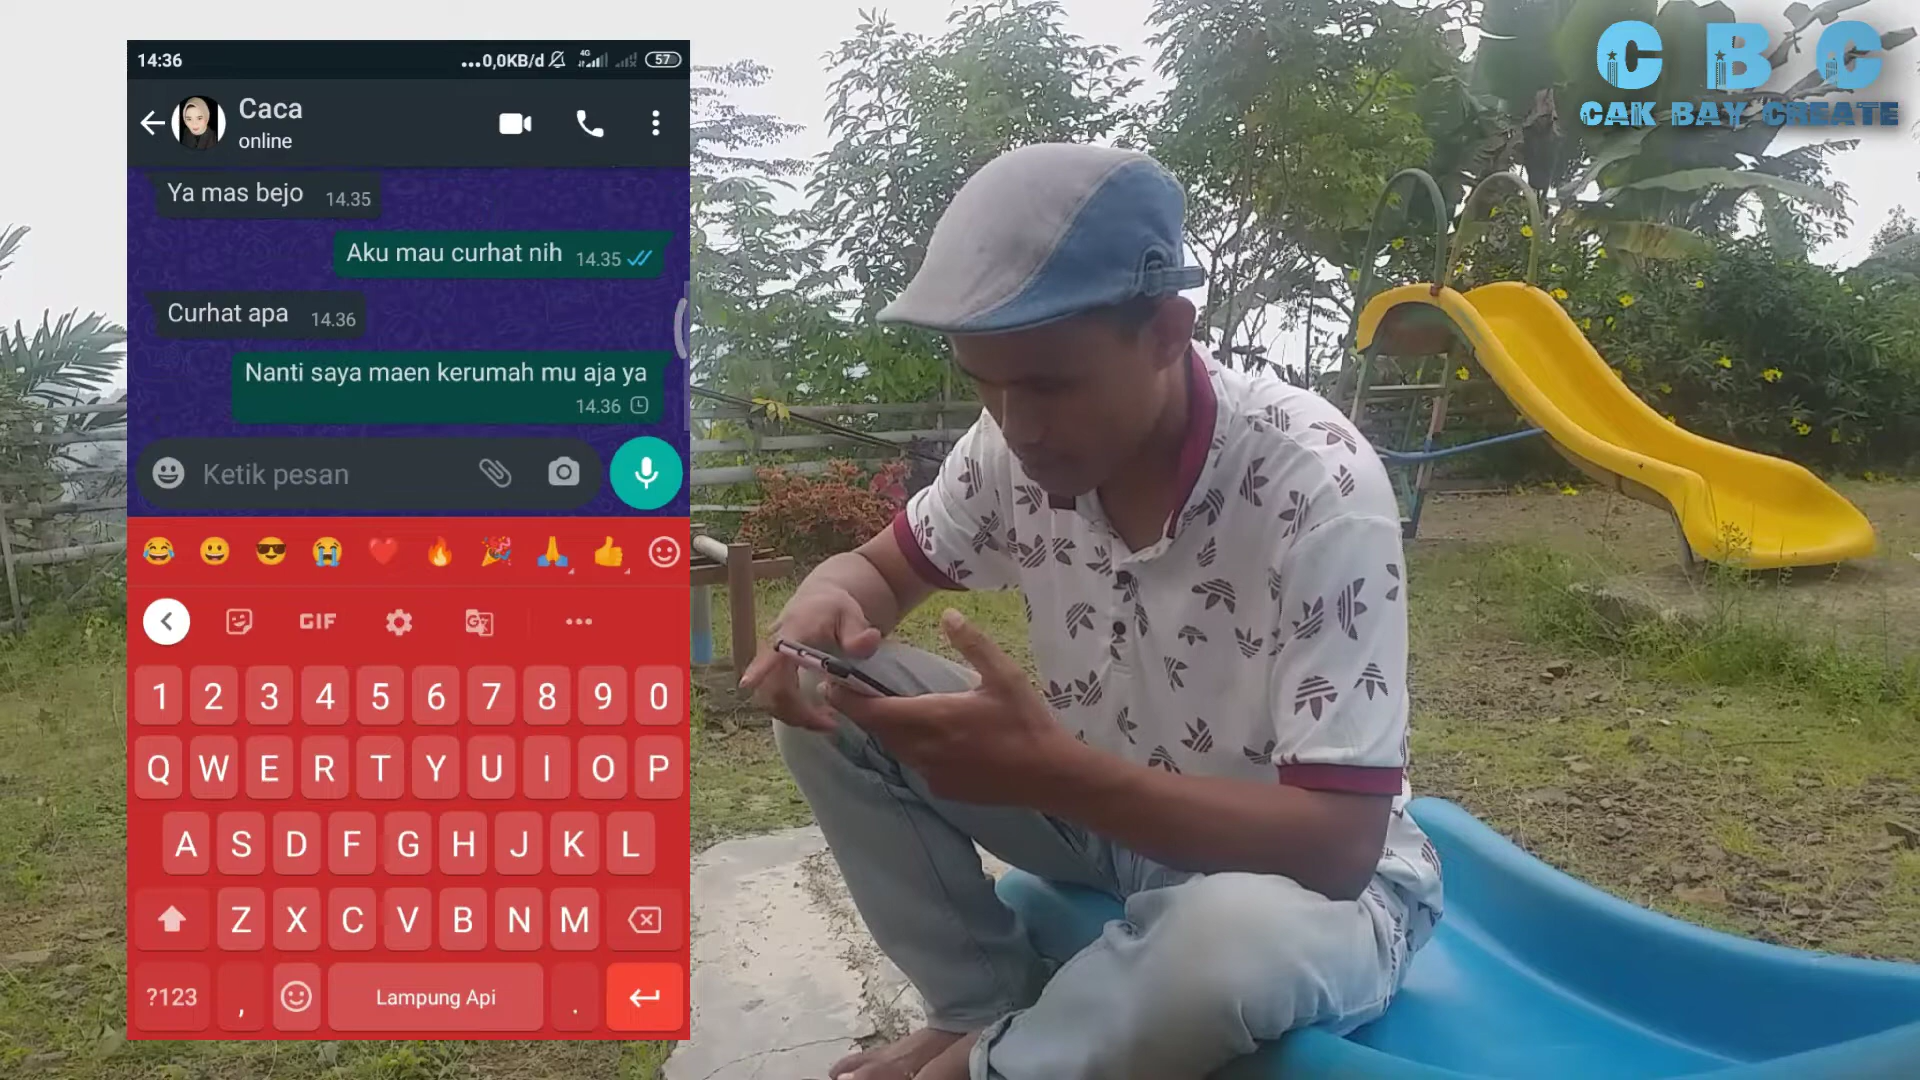 14:36
...0,0KB/d 4G 57
Caca
online
Ya mas bejo 14.35
Aku mau curhat nih 14.35
Curhat apa 14.36
Nanti saya maen kerumah mu aja ya
14.36
Ketik pesan
GIF
1 2 3 4 5 6 7 8 9 0
Q W E R T Y U I O P
A S D F G H J K L
Z X C V B N M
?123 , Lampung Api .
C B C
CAK BAY CREATE